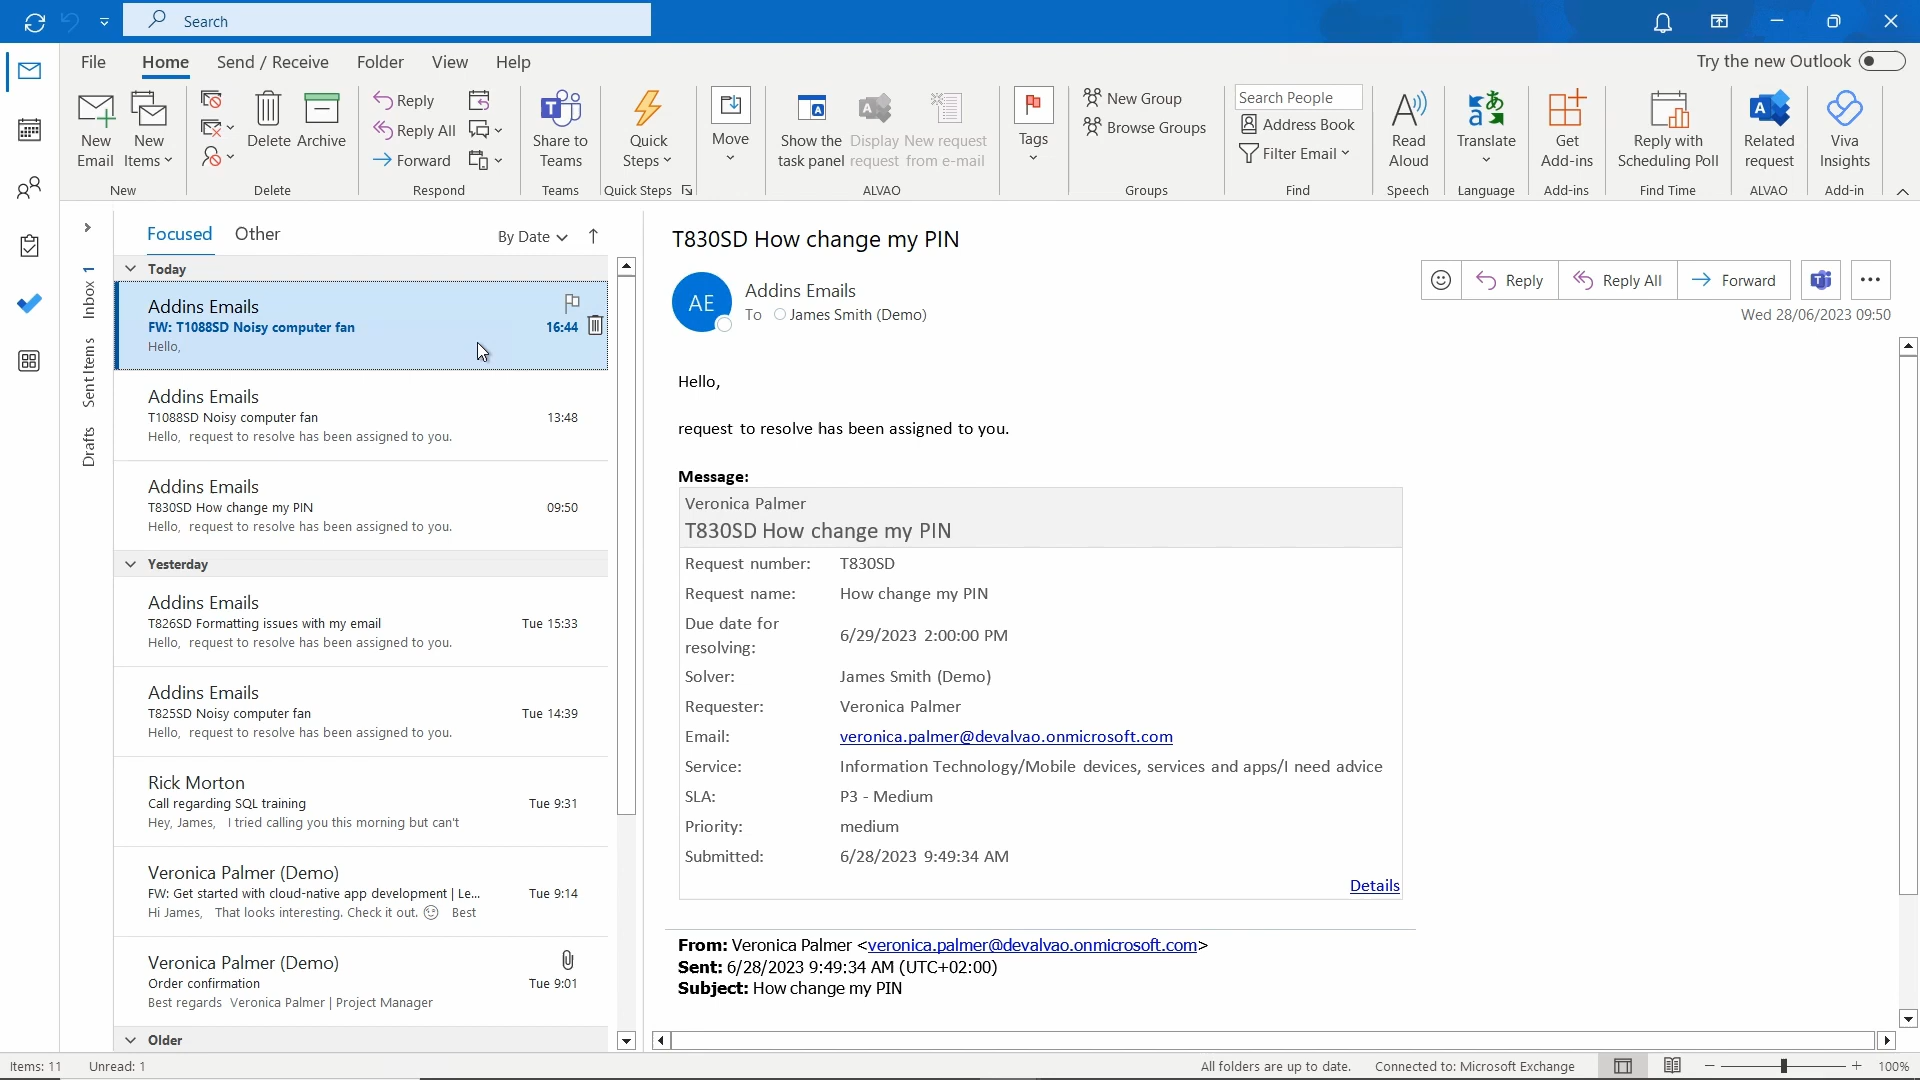 Search
File Home Send / Receive Folder View Help
Try the new Outlook
New Email
New Items
New
Delete
Archive
Delete
Reply
Reply All
Forward
Respond
Share to Teams
Teams
Quick Steps
Quick Steps
Move
Show the task panel
Display request
New request from e-mail
ALVAO
Tags
New Group
Browse Groups
Groups
Search People
Address Book
Filter Email
Find
Read Aloud
Speech
Translate
Language
Get Add-ins
Add-ins
Reply with Scheduling Poll
Find Time
Related request
ALVAO
Viva Insights
Add-in
Inbox 1
Sent Items
Drafts
Focused Other By Date
Today
Addins Emails
FW: T1088SD Noisy computer fan 16:44
Hello,
Addins Emails
T1088SD Noisy computer fan 13:48
Hello, request to resolve has been assigned to you.
Addins Emails
T830SD How change my PIN 09:50
Hello, request to resolve has been assigned to you.
Yesterday
Addins Emails
T826SD Formatting issues with my email Tue 15:33
Hello, request to resolve has been assigned to you.
Addins Emails
T825SD Noisy computer fan Tue 14:39
Hello, request to resolve has been assigned to you.
Rick Morton
Call regarding SQL training Tue 9:31
Hey, James, I tried calling you this morning but can't
Veronica Palmer (Demo)
FW: Get started with cloud-native app development | Le... Tue 9:14
Hi James, That looks interesting. Check it out. Best
Veronica Palmer (Demo)
Order confirmation Tue 9:01
Best regards Veronica Palmer | Project Manager
Older
T830SD How change my PIN
AE
Addins Emails
To James Smith (Demo)
Reply Reply All Forward
Wed 28/06/2023 09:50
Hello,
request to resolve has been assigned to you.
Message:
Veronica Palmer
T830SD How change my PIN
Request number: T830SD
Request name: How change my PIN
Due date for
resolving: 6/29/2023 2:00:00 PM
Solver: James Smith (Demo)
Requester: Veronica Palmer
Email: veronica.palmer@devalvao.onmicrosoft.com
Service: Information Technology/Mobile devices, services and apps/I need advice
SLA: P3 - Medium
Priority: medium
Submitted: 6/28/2023 9:49:34 AM
Details
From: Veronica Palmer <veronica.palmer@devalvao.onmicrosoft.com>
Sent: 6/28/2023 9:49:34 AM (UTC+02:00)
Subject: How change my PIN
Items: 11 Unread: 1 All folders are up to date. Connected to: Microsoft Exchange 100%